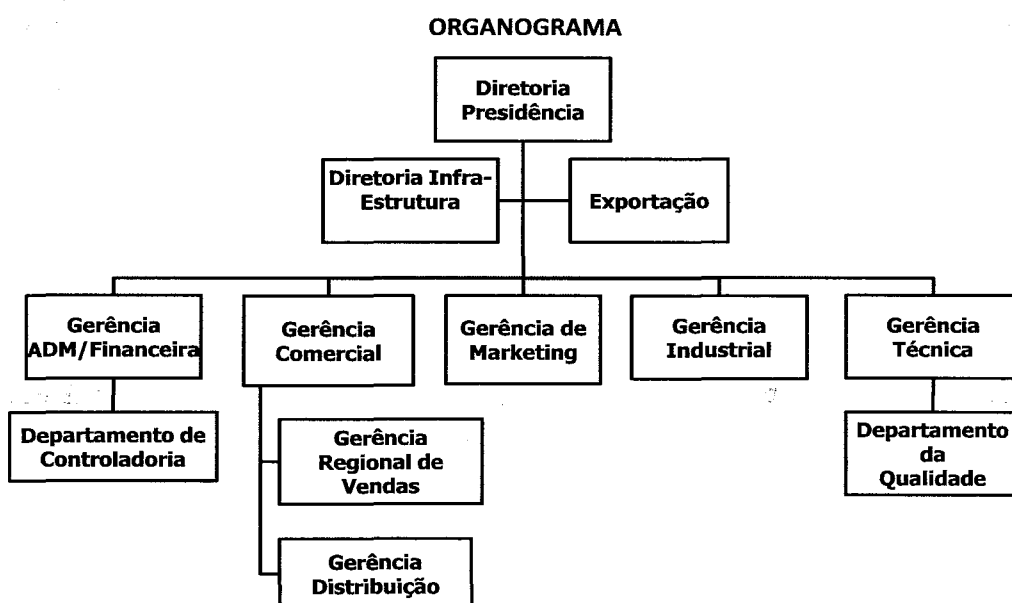 ORGANOGRAMA
Diretoria
Presidência
Diretoria Infra-
Estrutura
Exportação
Gerência
ADM/Financeira
Gerência
Comercial
Gerência de
Marketing
Gerência
Industrial
Gerência
Técnica
Departamento de
Controladoria
Gerência
Regional de
Vendas
Departamento
da
Qualidade
Gerência
Distribuição